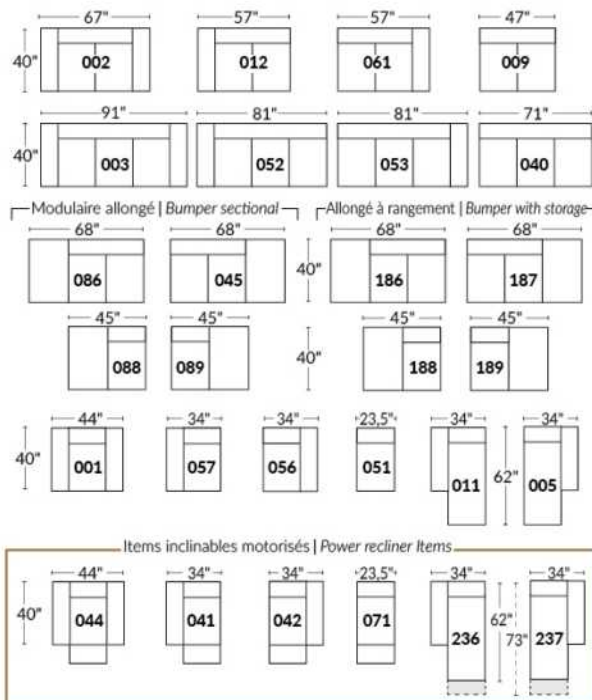 67" 57" 57" 47"
40" 002 012 061 009
91" 81" 81" 71"
40" 003 052 053 040
Modulaire allongé | Bumper sectional Allongé à rangement | Bumper with storage
68" 68" 68" 68"
086 045 40" 186 187
45" 45" 45" 45"
088 089 40" 188 189
44" 34" 34" 23,5" 34" 34"
40" 001 057 056 051 011 62" 005
Items inclinables motorisés | Power recliner Items
44" 34" 34" 23,5" 34" 34"
40" 044 041 042 071 236 62" 73" 237